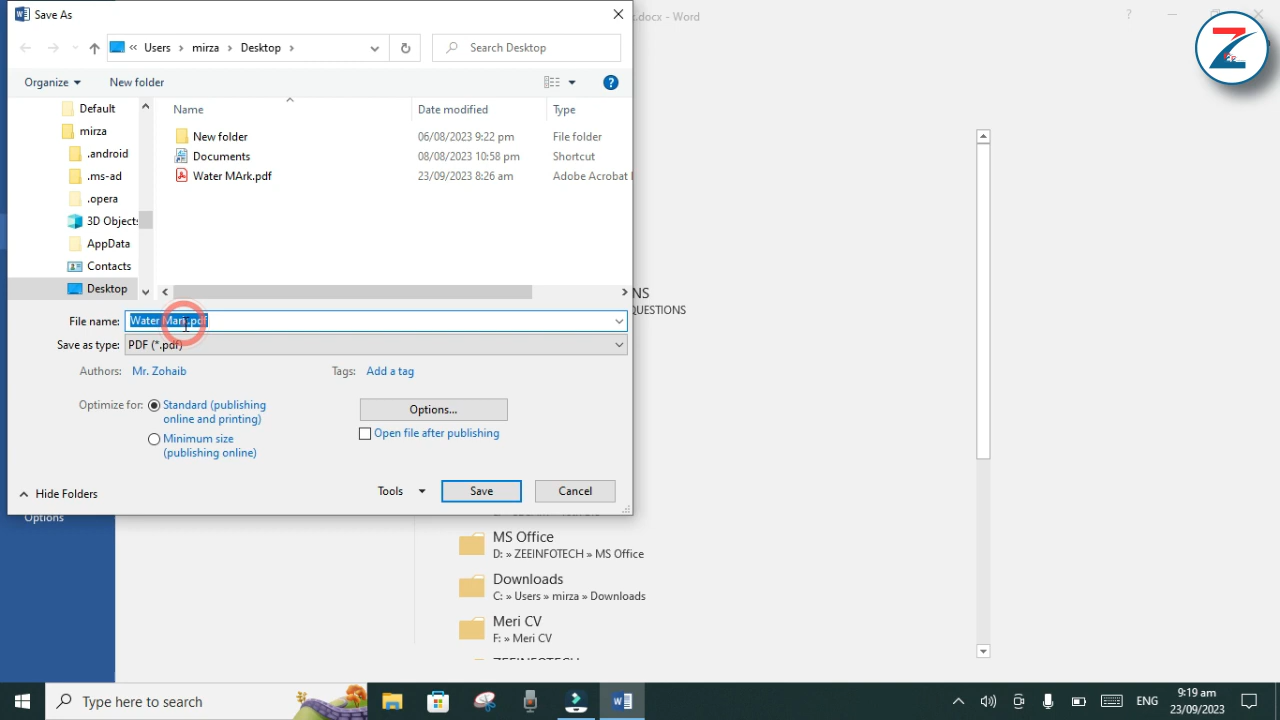 Save As
.docx - Word
« Users › mirza › Desktop ›
Search Desktop
Organize
New folder
Default
mirza
.android
.ms-ad
.opera
3D Objects
AppData
Contacts
Desktop
Name
Date modified
Type
New folder
06/08/2023 9:22 pm
File folder
Documents
08/08/2023 10:58 pm
Shortcut
Water MArk.pdf
23/09/2023 8:26 am
Adobe Acrobat
File name:
Water Mark.pdf
Save as type:
PDF (*.pdf)
Authors:
Mr. Zohaib
Tags:
Add a tag
Optimize for:
Standard (publishing
online and printing)
Minimum size
(publishing online)
Options...
Open file after publishing
Hide Folders
Tools
Save
Cancel
Options
NS
QUESTIONS
MS Office
D: » ZEEINFOTECH » MS Office
Downloads
C: » Users » mirza » Downloads
Meri CV
F: » Meri CV
ZEEINFOTECH
Type here to search
ENG
9:19 am
23/09/2023